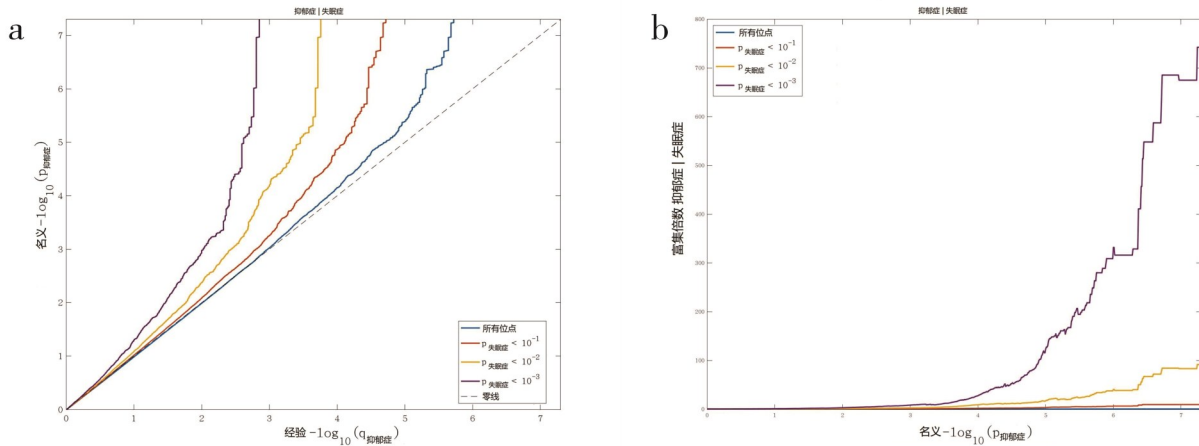 抑郁症 | 失眠症
a
7
6
5
4
3
2
1
0
名义 -log10(p抑郁症)
0 1 2 3 4 5 6 7
经验 -log10(q抑郁症)
所有位点
p失眠症 < 10-1
p失眠症 < 10-2
p失眠症 < 10-3
零线
抑郁症 | 失眠症
b
所有位点
p失眠症 < 10-1
p失眠症 < 10-2
p失眠症 < 10-3
800
700
600
500
400
300
200
100
0
富集倍数 抑郁症 | 失眠症
0 1 2 3 4 5 6 7
名义 -log10(p抑郁症)